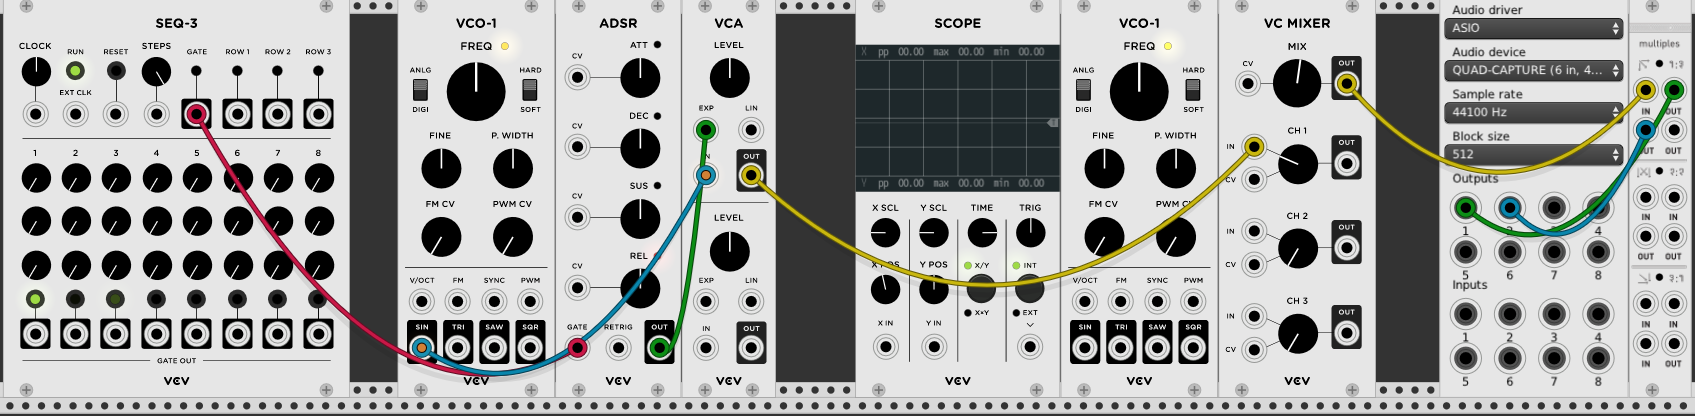 SEQ-3
CLOCK RUN RESET STEPS GATE ROW 1 ROW 2 ROW 3
EXT CLK
1 2 3 4 5 6 7 8
GATE OUT
VCV
VCO-1
FREQ
ANLG HARD
DIGI SOFT
FINE P. WIDTH
FM CV PWM CV
V/OCT FM SYNC PWM
SIN TRI SAW SQR
VCV
ADSR
ATT
CV
DEC
CV
SUS
CV
REL
CV
GATE RETRIG OUT
VCA
LEVEL
EXP LIN
IN OUT
LEVEL
EXP LIN
IN OUT
VCV
SCOPE
X pp 00.00 max 00.00 min 00.00
Y pp 00.00 max 00.00 min 00.00
X SCL Y SCL TIME TRIG
X POS Y POS X/Y INT
X×Y EXT
X IN Y IN
VCV
VCO-1
FREQ
ANLG HARD
DIGI SOFT
FINE P. WIDTH
FM CV PWM CV
V/OCT FM SYNC PWM
SIN TRI SAW SQR
VCV
VC MIXER
MIX OUT
CV
CH 1
IN OUT
CV
CH 2
IN OUT
CV
CH 3
IN OUT
CV
VCV
Audio driver
ASIO
Audio device
QUAD-CAPTURE (6 in, 4...
Sample rate
44100 Hz
Block size
512
Outputs
1 2 3 4
5 6 7 8
Inputs
1 2 3 4
5 6 7 8
multiples
IN OUT
OUT OUT
IN IN
OUT OUT
IN IN
IN OUT